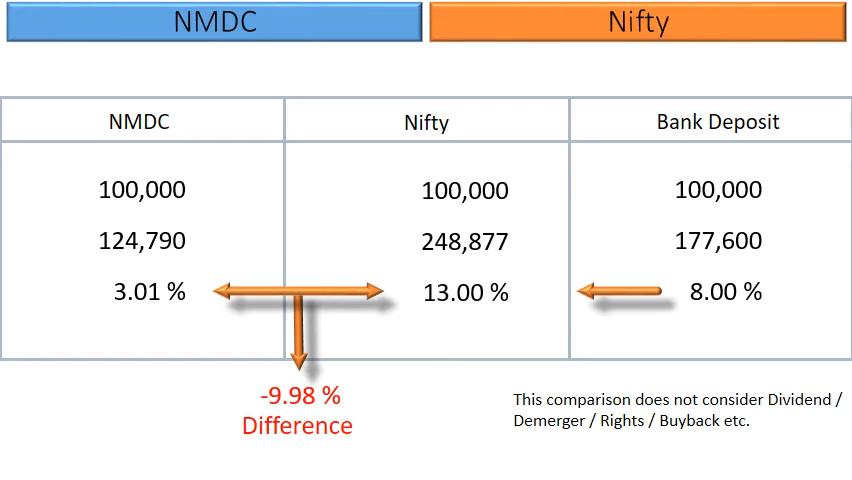 NMDC
Nifty
NMDC
Nifty
Bank Deposit
100,000
100,000
100,000
124,790
248,877
177,600
3.01 %
13.00 %
8.00 %
-9.98 %
Difference
This comparison does not consider Dividend /
Demerger / Rights / Buyback etc.